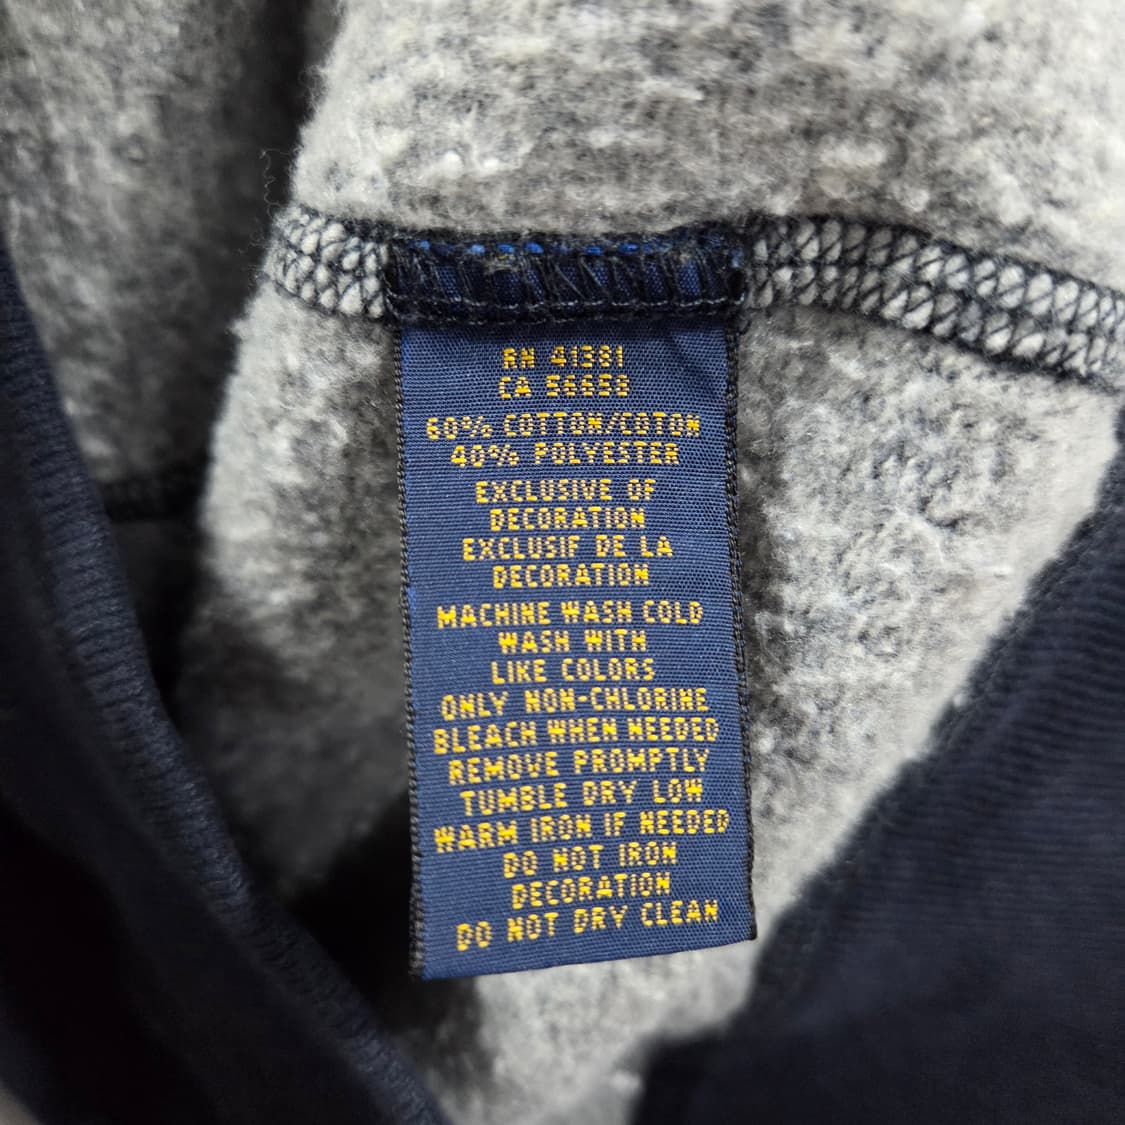 RN 41381
CA 56658
60% COTTON/COTON
40% POLYESTER
EXCLUSIVE OF
DECORATION
EXCLUSIF DE LA
DECORATION
MACHINE WASH COLD
WASH WITH
LIKE COLORS
ONLY NON-CHLORINE
BLEACH WHEN NEEDED
REMOVE PROMPTLY
TUMBLE DRY LOW
WARM IRON IF NEEDED
DO NOT IRON
DECORATION
DO NOT DRY CLEAN